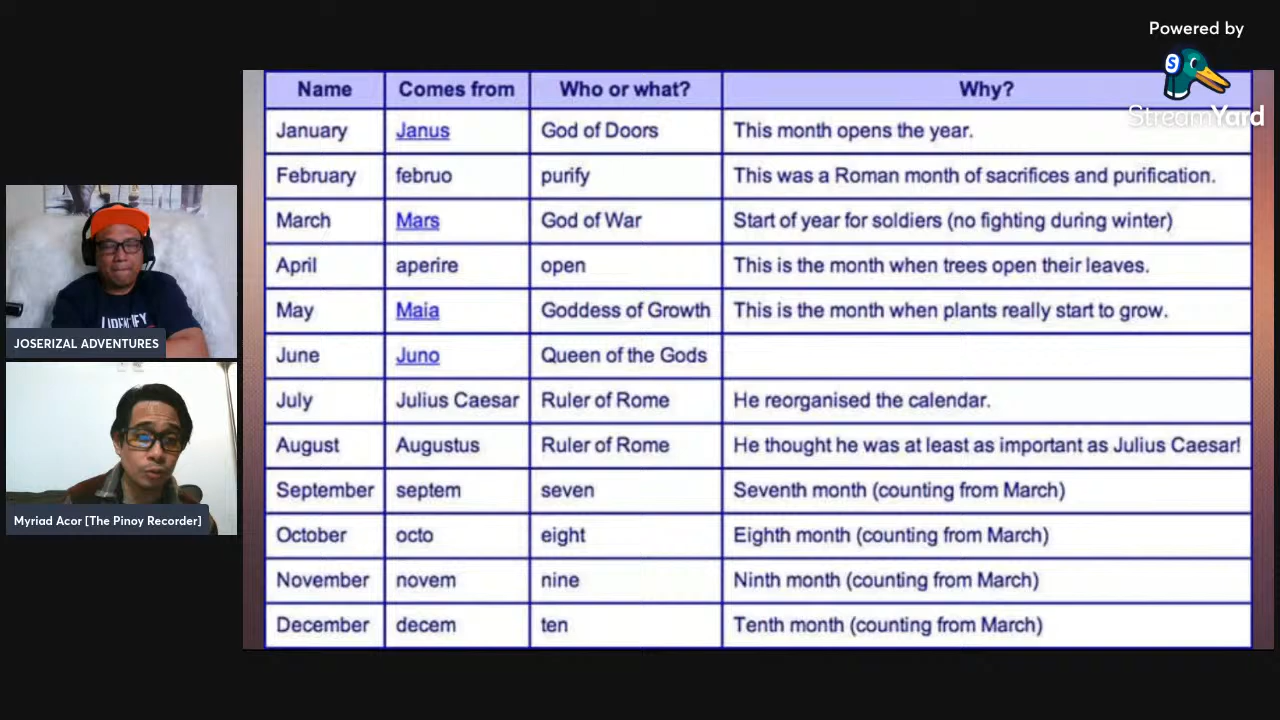 Powered by
StreamYard
Name Comes from Who or what? Why?
January Janus God of Doors This month opens the year.
February februo purify This was a Roman month of sacrifices and purification.
March Mars God of War Start of year for soldiers (no fighting during winter)
April aperire open This is the month when trees open their leaves.
May Maia Goddess of Growth This is the month when plants really start to grow.
June Juno Queen of the Gods
July Julius Caesar Ruler of Rome He reorganised the calendar.
August Augustus Ruler of Rome He thought he was at least as important as Julius Caesar!
September septem seven Seventh month (counting from March)
October octo eight Eighth month (counting from March)
November novem nine Ninth month (counting from March)
December decem ten Tenth month (counting from March)
JOSERIZAL ADVENTURES
Myriad Acor [The Pinoy Recorder]